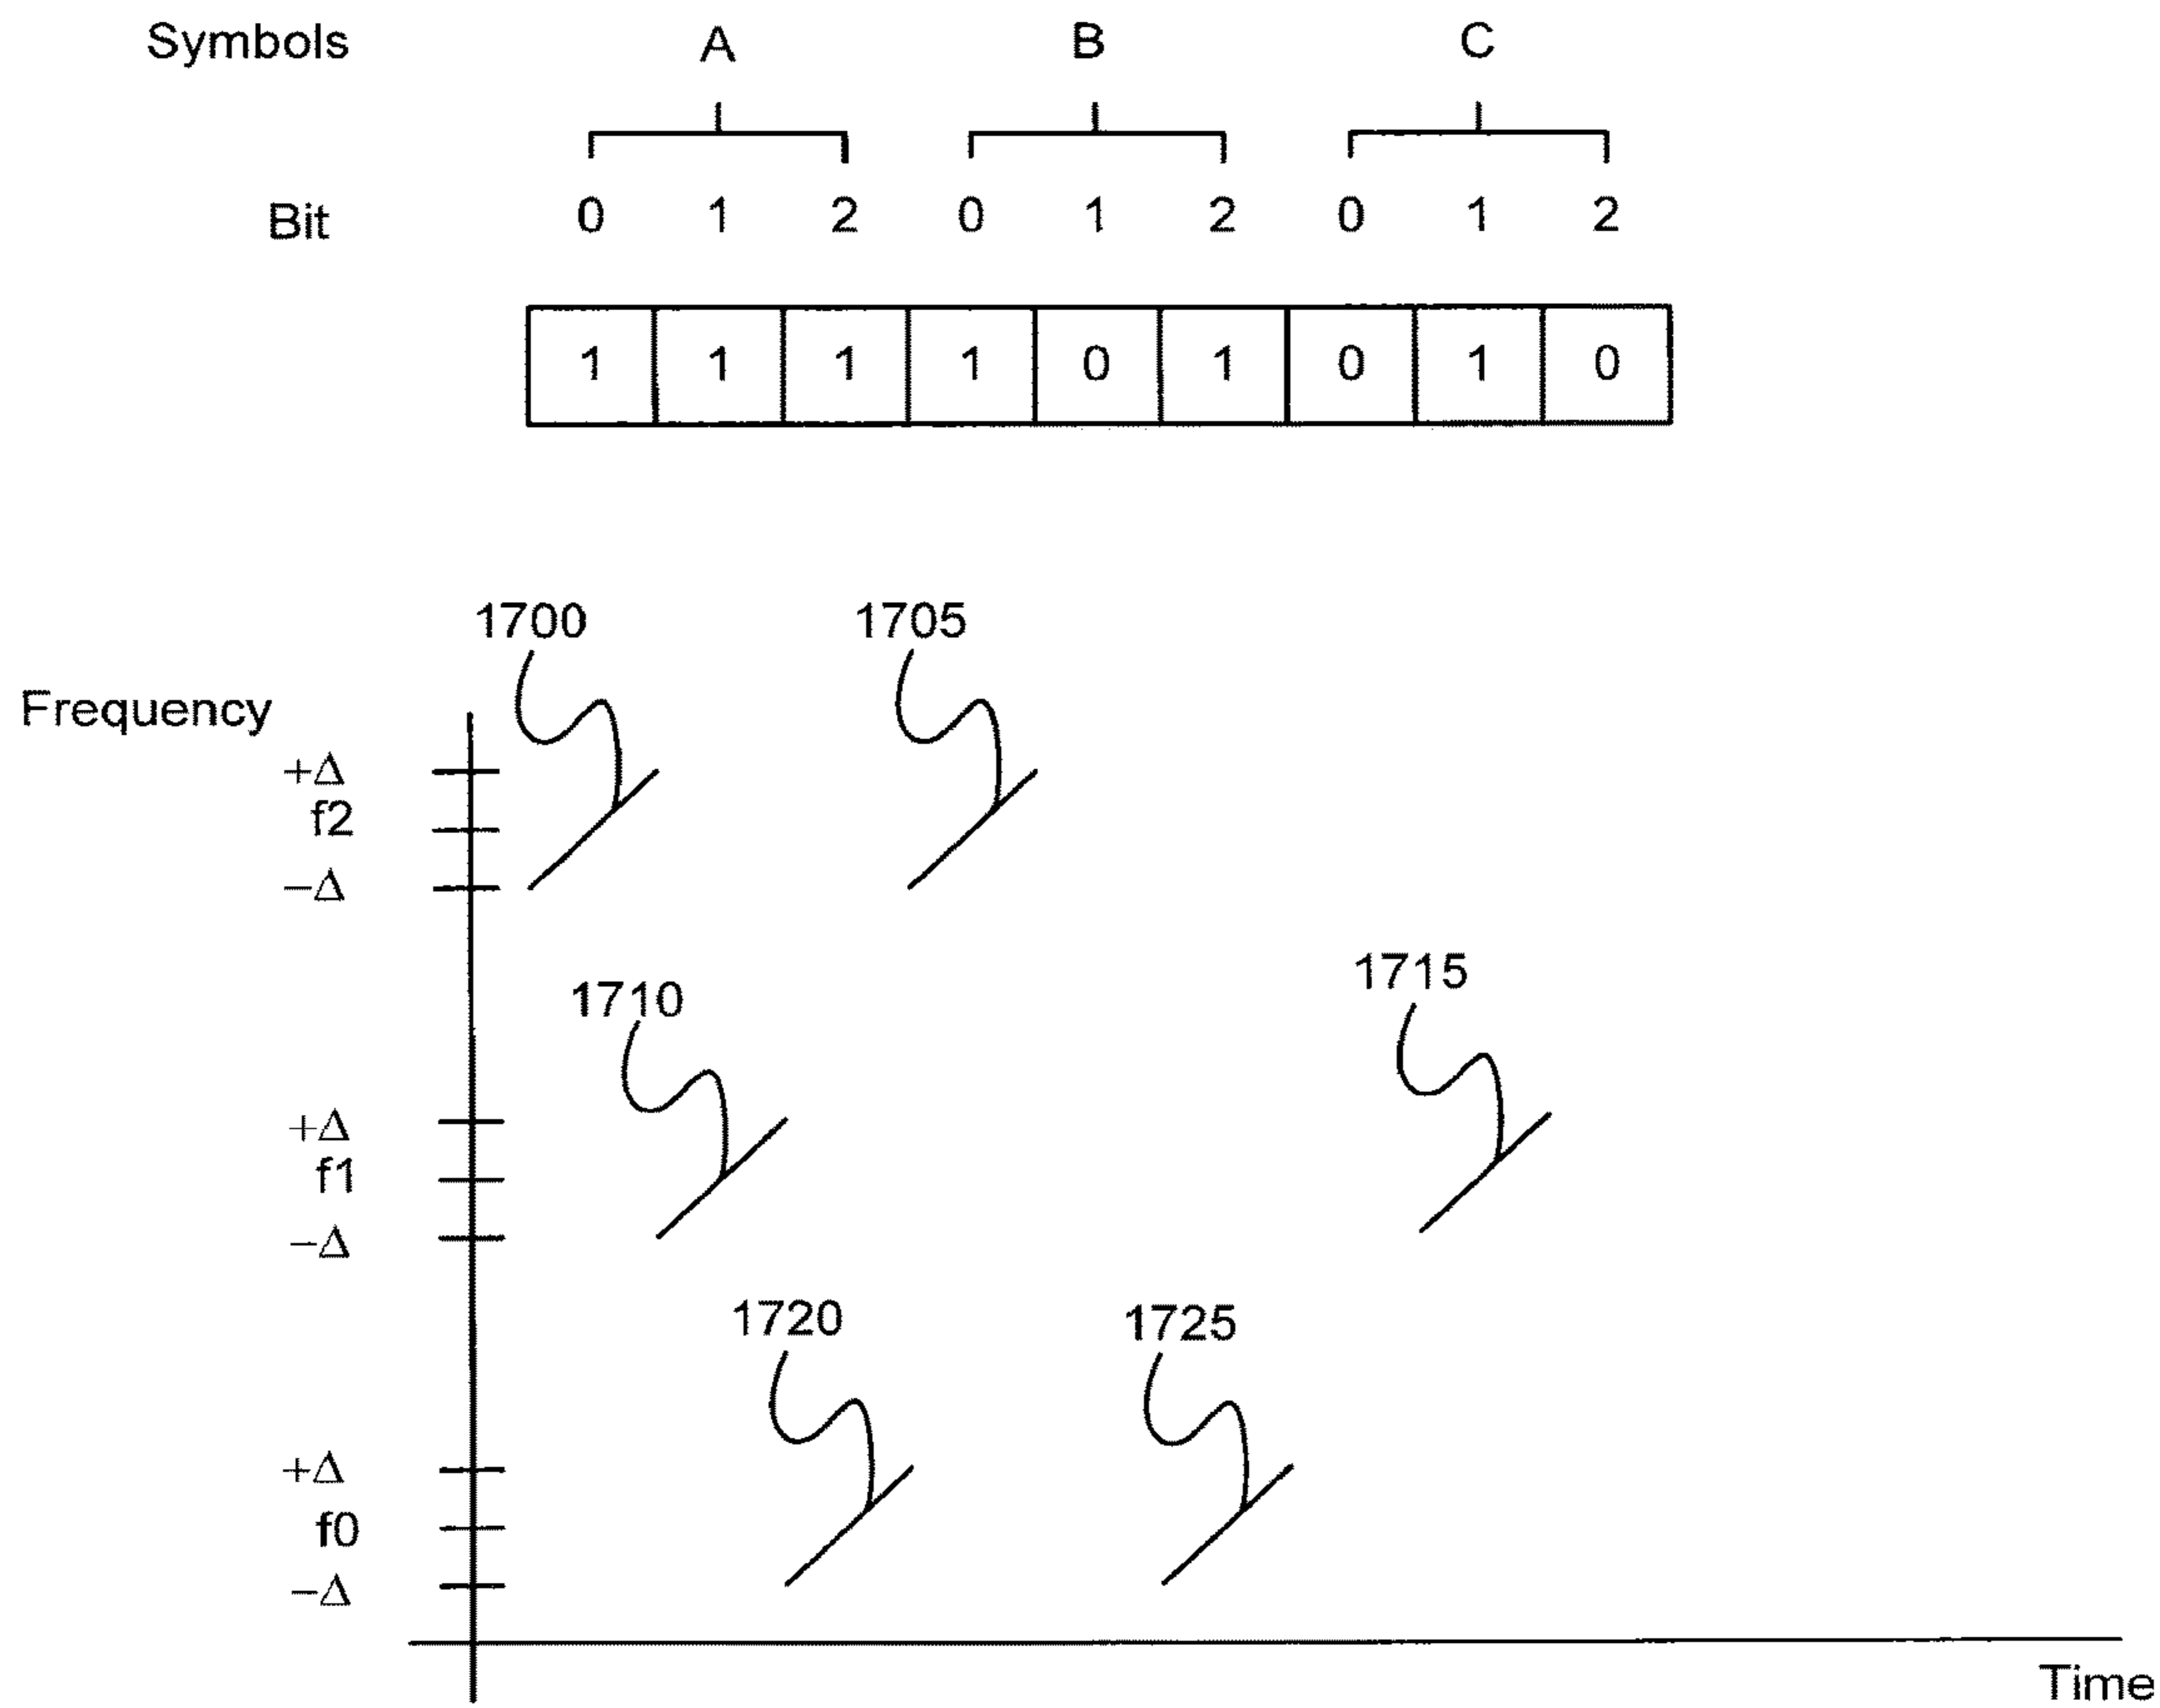 Symbols A B C
Bit 0 1 2 0 1 2 0 1 2
1 1 1 1 0 1 0 1 0
1700 1705
Frequency
+Δ
f2
−Δ
1715
1710
+Δ
f1
−Δ
1720 1725
+Δ
f0
−Δ
Time